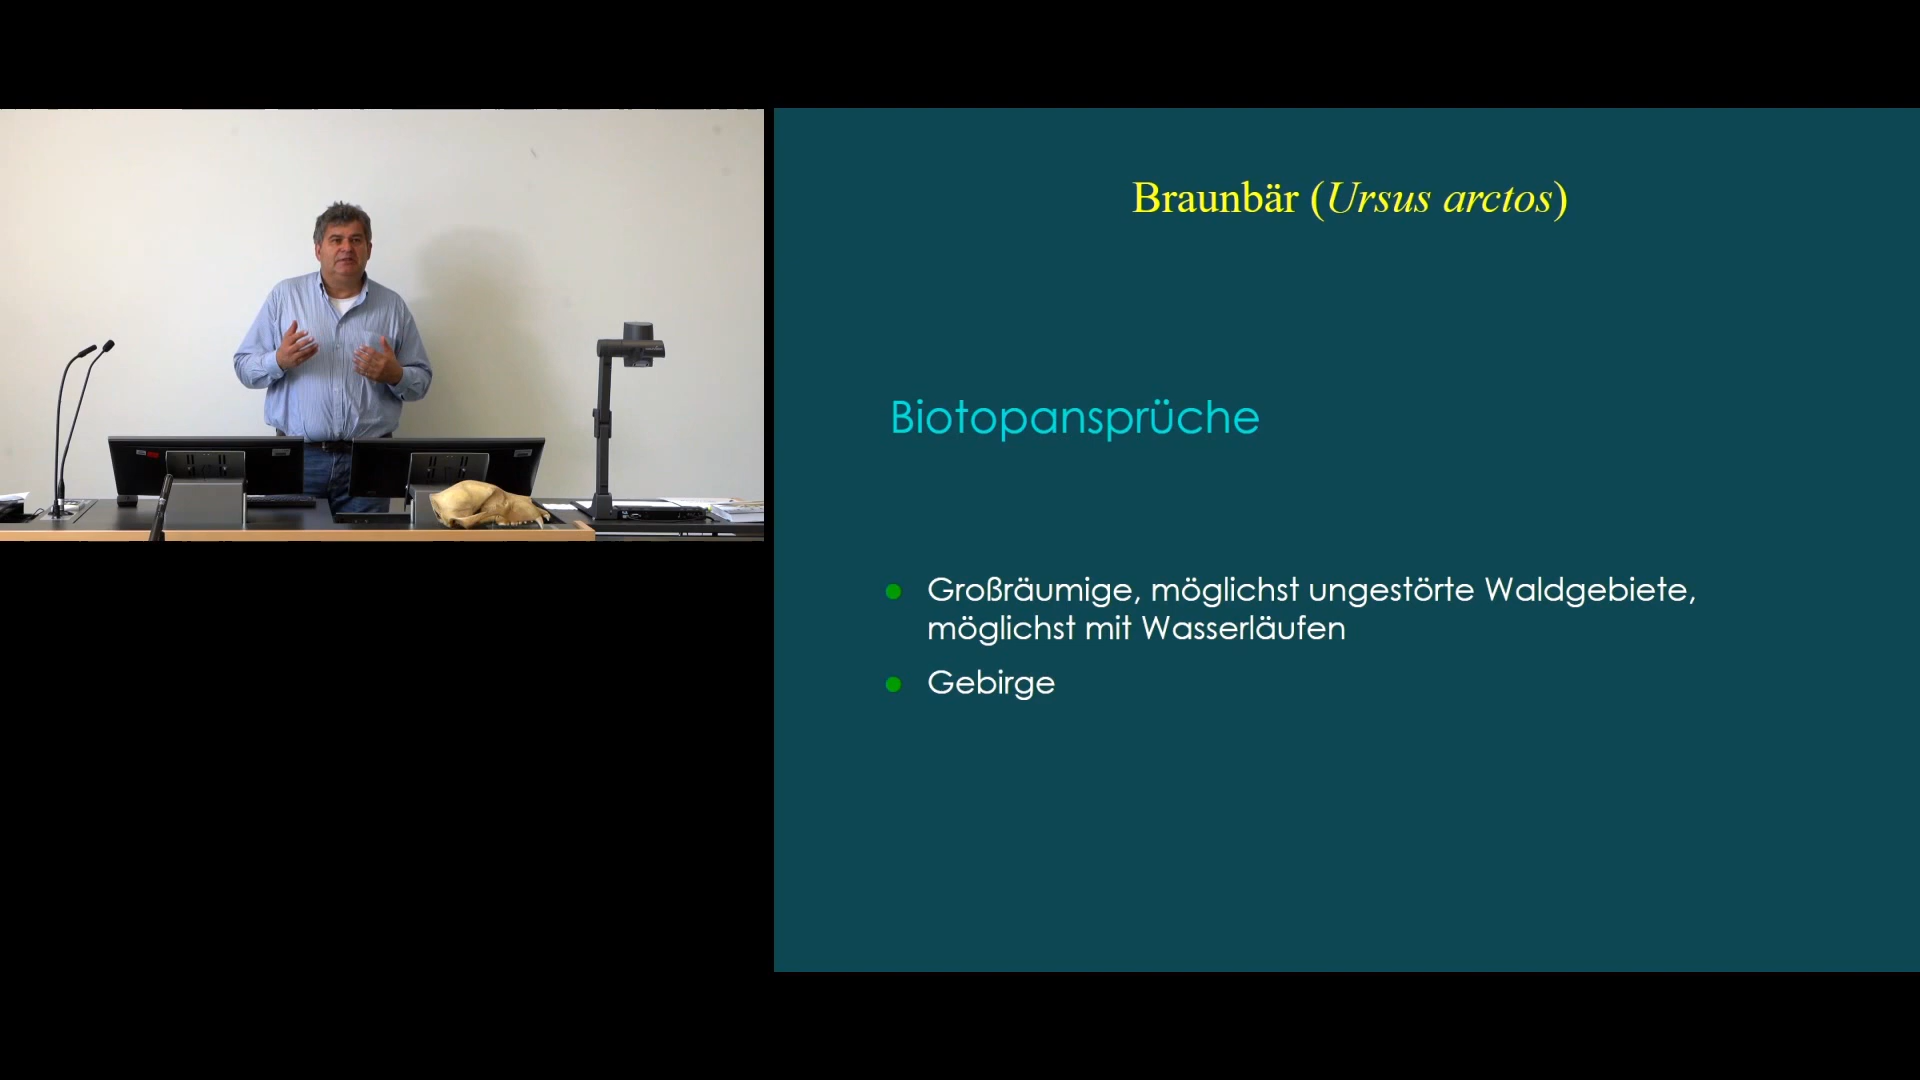 Braunbär (Ursus arctos)
Biotopansprüche
Großräumige, möglichst ungestörte Waldgebiete,
möglichst mit Wasserläufen
Gebirge